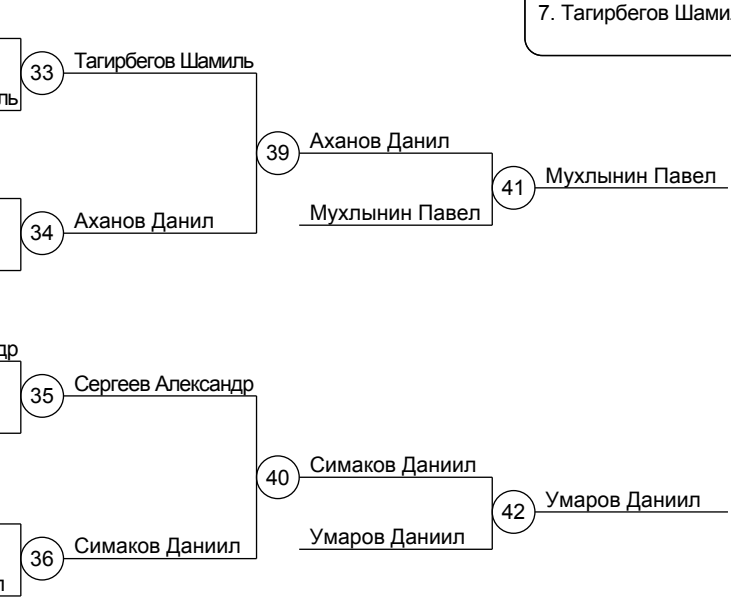 7. Тагирбегов
33 Тагирбегов Шамиль
39 Аханов Данил
41 Мухлынин Павел
Мухлынин Павел
34 Аханов Данил
35 Сергеев Александр
40 Симаков Даниил
42 Умаров Даниил
Умаров Даниил
36 Симаков Даниил